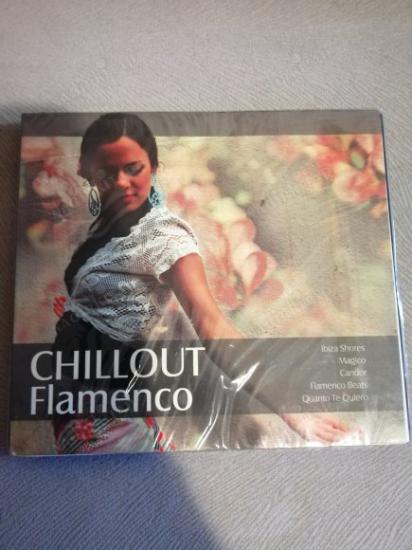 CHILLOUT
Flamenco
Ibiza Shores
Magico
Candor
Flamenco Beats
Quanto Te Quiero